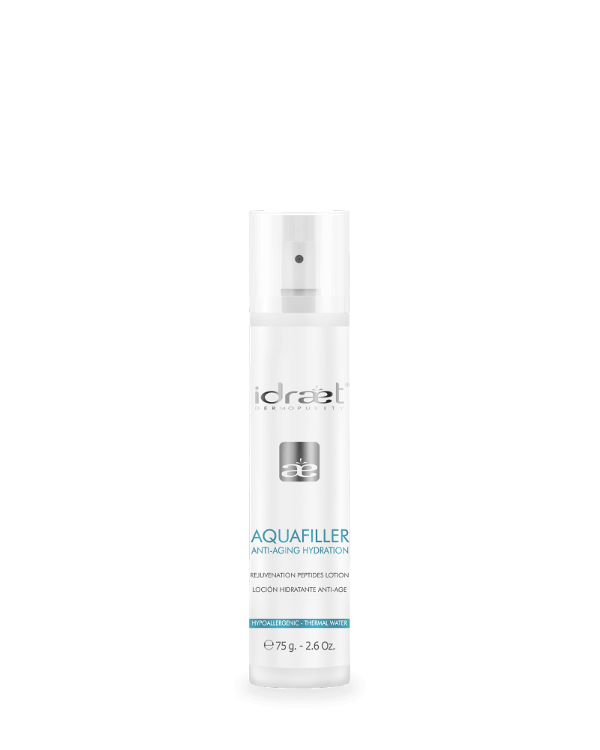 idraet®
DERMOPURITY
ae
AQUAFILLER
ANTI-AGING HYDRATION
REJUVENATION PEPTIDES LOTION
LOCIÓN HIDRATANTE ANTI-AGE
HYPOALLERGENIC - THERMAL WATER
℮ 75 g. - 2.6 Oz.